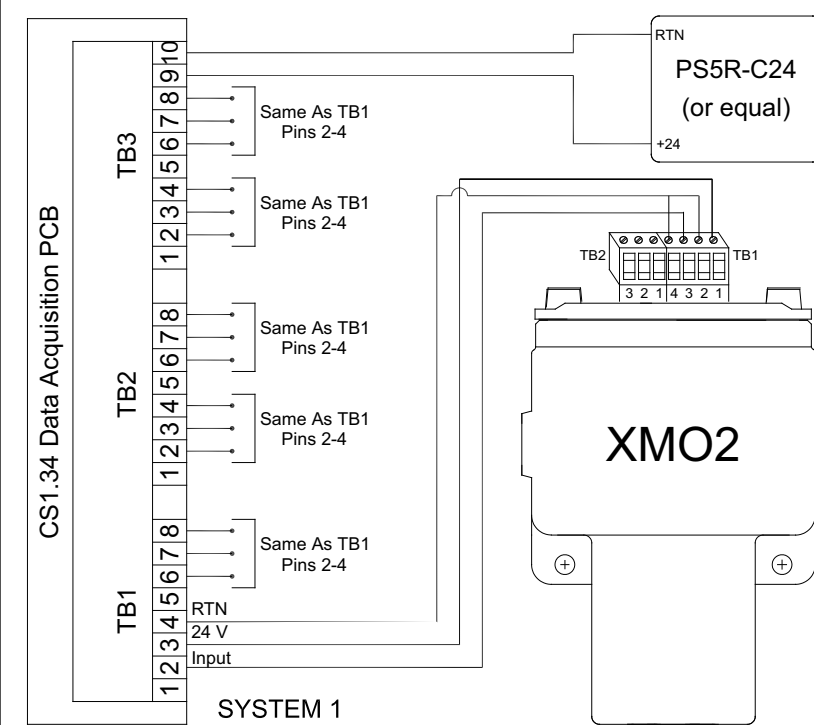 CS1.34 Data Acquisition PCB
TB3
10
9
8
7
6
5
4
3
2
1
Same As TB1
Pins 2-4
Same As TB1
Pins 2-4
TB2
8
7
6
5
4
3
2
1
Same As TB1
Pins 2-4
Same As TB1
Pins 2-4
TB1
8
7
6
5
4
3
2
1
Same As TB1
Pins 2-4
RTN
24 V
Input
SYSTEM 1
RTN
PS5R-C24
(or equal)
+24
TB2
TB1
3 2 1 4 3 2 1
XMO2